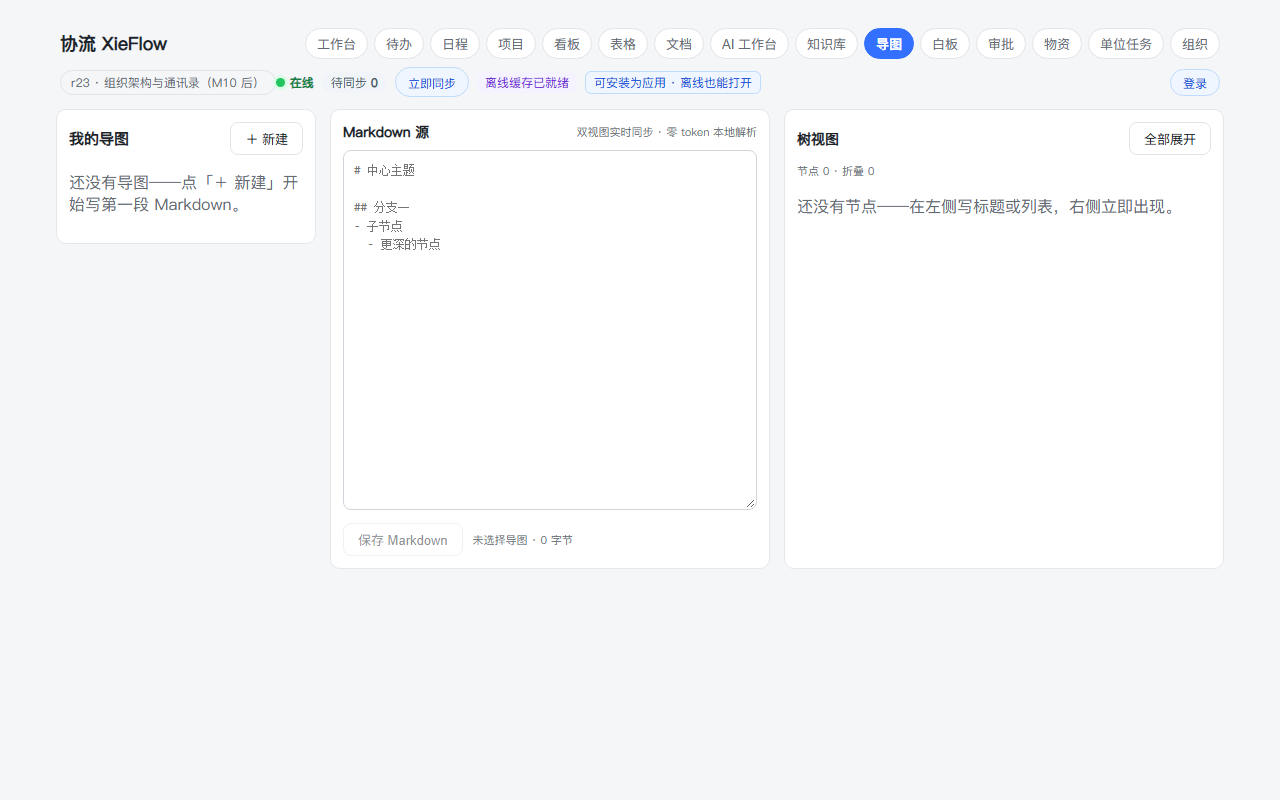 协流 XieFlow
工作台 待办 日程 项目 看板 表格 文档 AI 工作台 知识库 导图 白板 审批 物资 单位任务 组织
r23 · 组织架构与通讯录（M10 后） 在线 待同步 0 立即同步 离线缓存已就绪 可安装为应用 · 离线也能打开 登录
我的导图 ＋ 新建
还没有导图——点「＋ 新建」开
始写第一段 Markdown。
Markdown 源 双视图实时同步 · 零 token 本地解析
# 中心主题
## 分支一
- 子节点
  - 更深的节点
保存 Markdown 未选择导图 · 0 字节
树视图 全部展开
节点 0 · 折叠 0
还没有节点——在左侧写标题或列表，右侧立即出现。